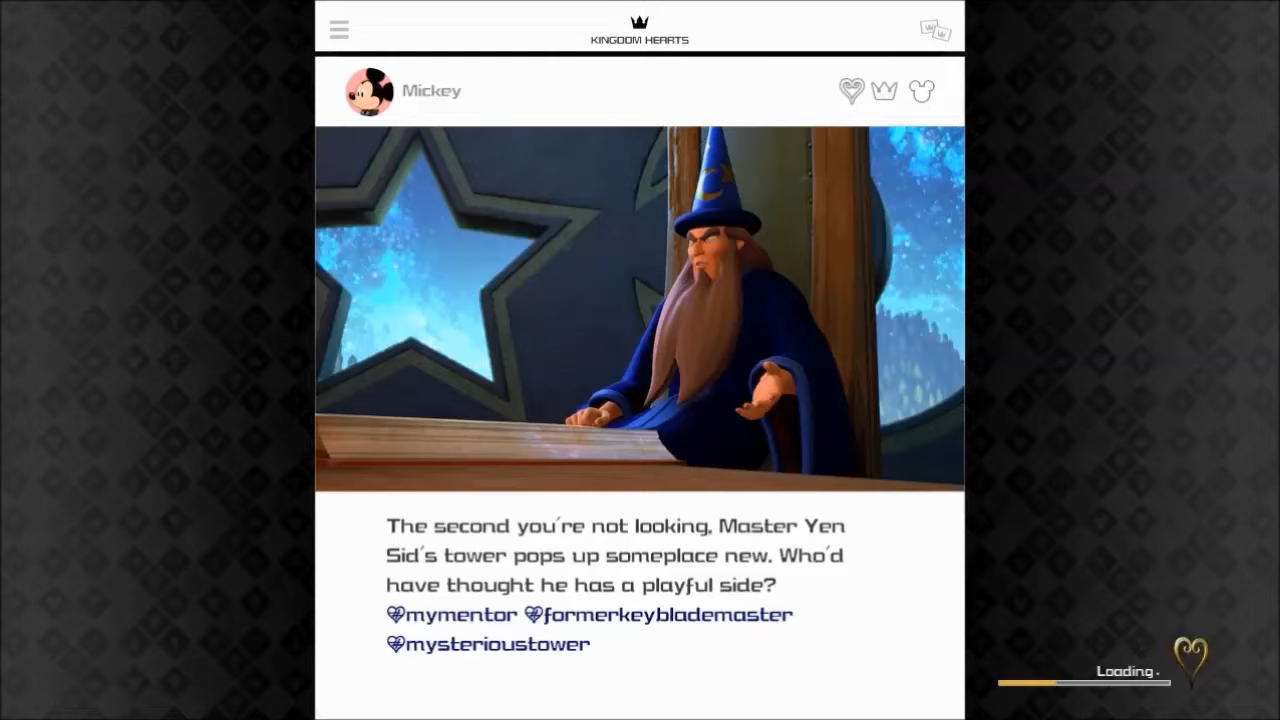 KINGDOM HEARTS
Mickey
The second you're not looking, Master Yen
Sid's tower pops up someplace new. Who'd
have thought he has a playful side?
mymentor formerkeyblademaster
mysterioustower
Loading.